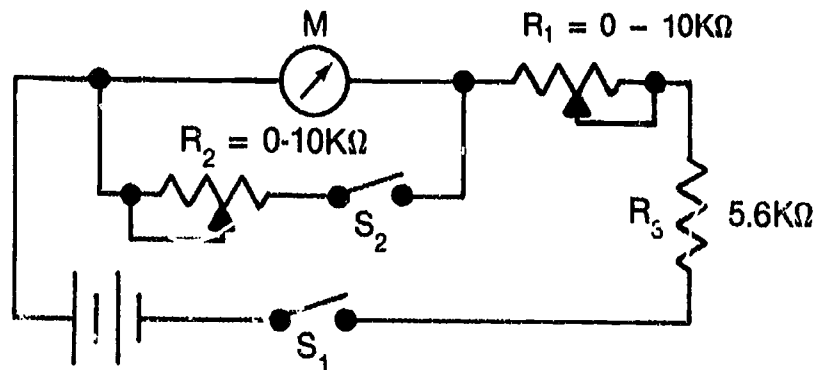 M
R₁ = 0 – 10KΩ
R₂ = 0-10KΩ
S₂
R₃
5.6KΩ
S₁